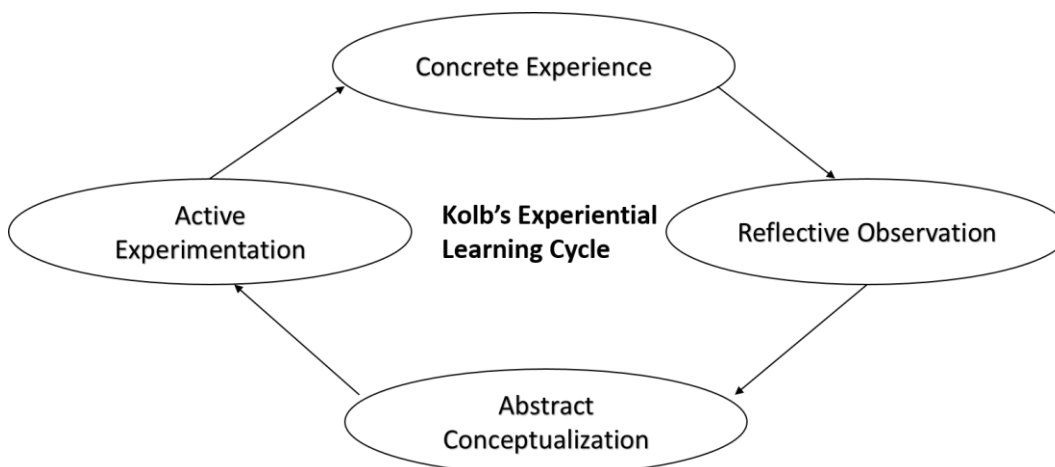 Concrete Experience
Active
Experimentation
Kolb’s Experiential
Learning Cycle
Reflective Observation
Abstract
Conceptualization